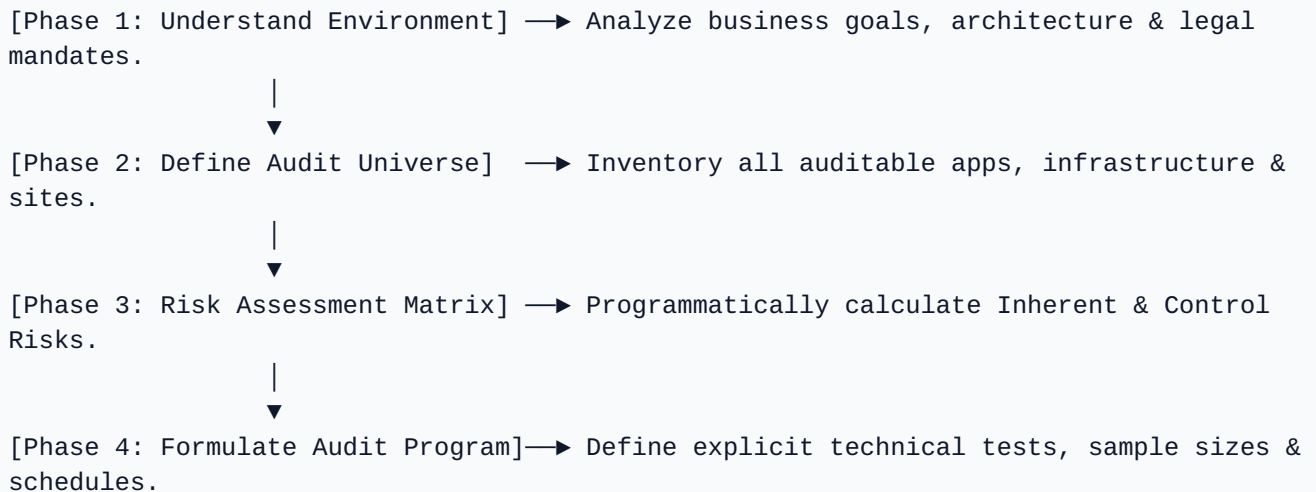 [Phase 1: Understand Environment] ──► Analyze business goals, architecture & legal
mandates.
│
▼
[Phase 2: Define Audit Universe]  ──► Inventory all auditable apps, infrastructure &
sites.
│
▼
[Phase 3: Risk Assessment Matrix] ──► Programmatically calculate Inherent & Control
Risks.
│
▼
[Phase 4: Formulate Audit Program]──► Define explicit technical tests, sample sizes &
schedules.